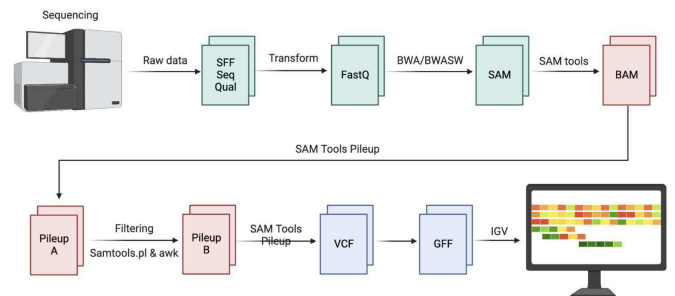 Sequencing
Raw data
SFF
Seq
Qual
Transform
FastQ
BWA/BWASW
SAM
SAM tools
BAM
SAM Tools Pileup
Pileup
A
Filtering
Samtools.pl & awk
Pileup
B
SAM Tools
Pileup
VCF
GFF
IGV